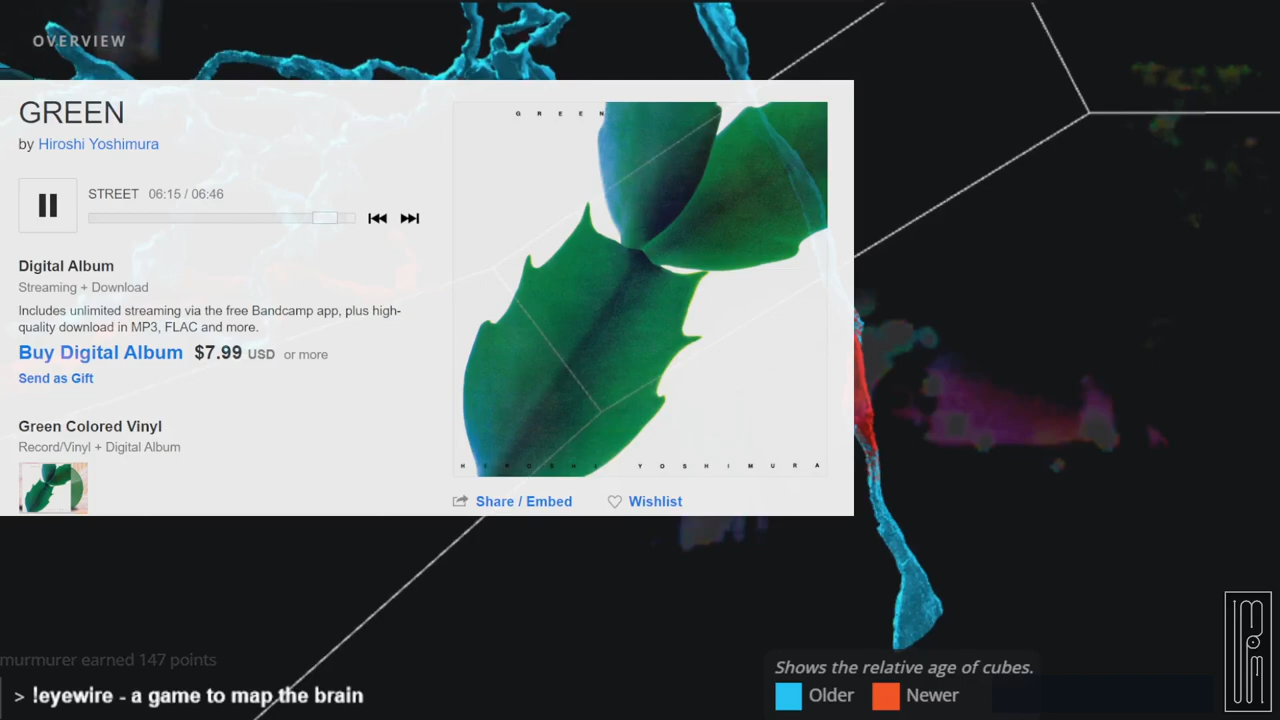 OVERVIEW
GREEN
by Hiroshi Yoshimura
STREET 06:15 / 06:46
Digital Album
Streaming + Download
Includes unlimited streaming via the free Bandcamp app, plus high-
quality download in MP3, FLAC and more.
Buy Digital Album $7.99 USD or more
Send as Gift
Green Colored Vinyl
Record/Vinyl + Digital Album
GREEN
HIROSHI YOSHIMURA
Share / Embed Wishlist
murmurer earned 147 points
> !eyewire - a game to map the brain
Shows the relative age of cubes.
Older Newer